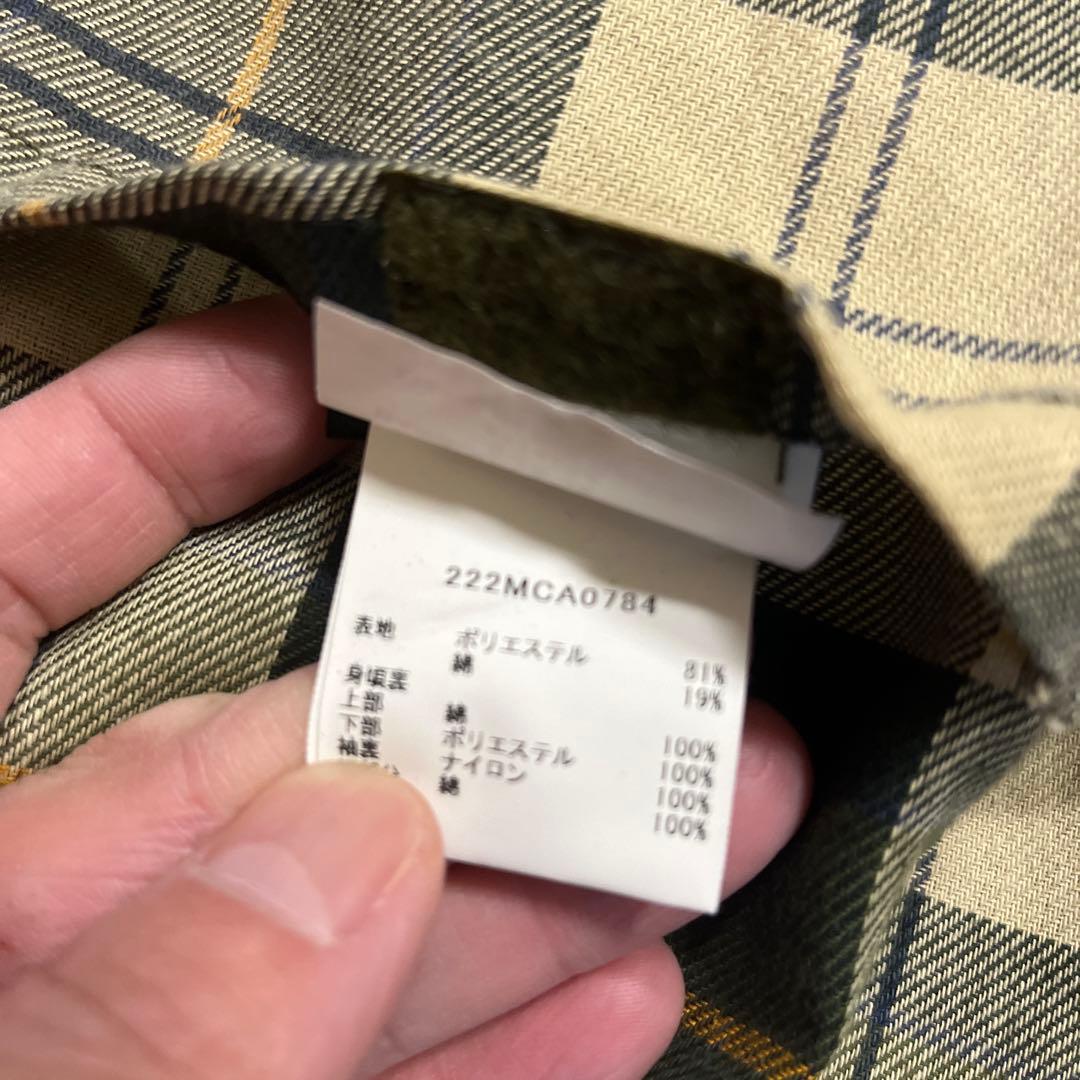 222MCA0784
表地 ポリエステル 81%
綿 19%
身頃裏
上部 綿 100%
下部 ポリエステル 100%
袖裏 ナイロン 100%
綿 100%